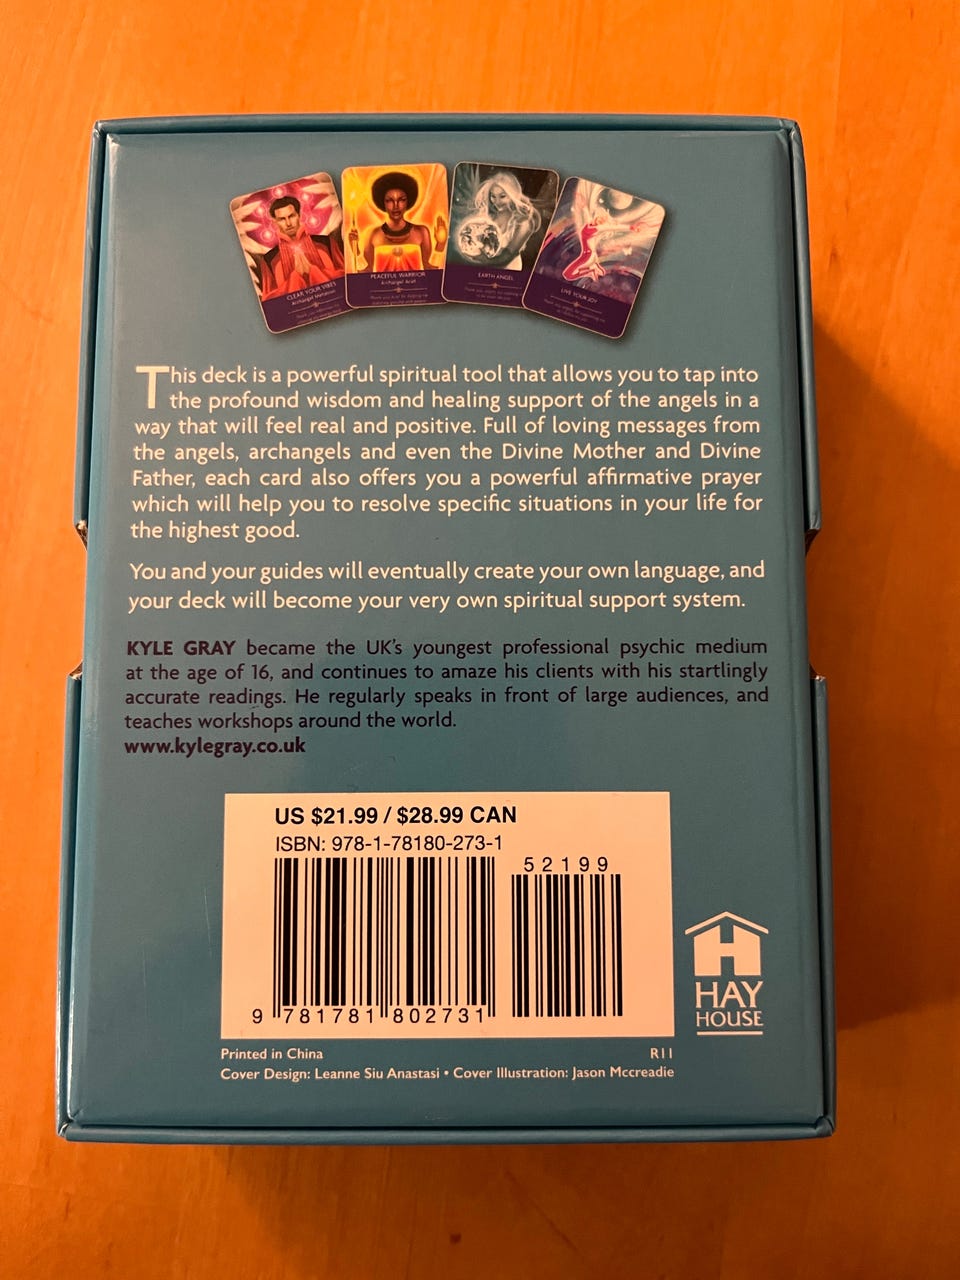 CLEAR YOUR VIBES
Archangel Metatron
PEACEFUL WARRIOR
Archangel Ariel
EARTH ANGEL
LIVE YOUR JOY
This deck is a powerful spiritual tool that allows you to tap into
the profound wisdom and healing support of the angels in a
way that will feel real and positive. Full of loving messages from
the angels, archangels and even the Divine Mother and Divine
Father, each card also offers you a powerful affirmative prayer
which will help you to resolve specific situations in your life for
the highest good.
You and your guides will eventually create your own language, and
your deck will become your very own spiritual support system.
KYLE GRAY became the UK's youngest professional psychic medium
at the age of 16, and continues to amaze his clients with his startlingly
accurate readings. He regularly speaks in front of large audiences, and
teaches workshops around the world.
www.kylegray.co.uk
US $21.99 / $28.99 CAN
ISBN: 978-1-78180-273-1
52199
9 781781 802731
H
HAY
HOUSE
Printed in China
R11
Cover Design: Leanne Siu Anastasi • Cover Illustration: Jason Mccreadie